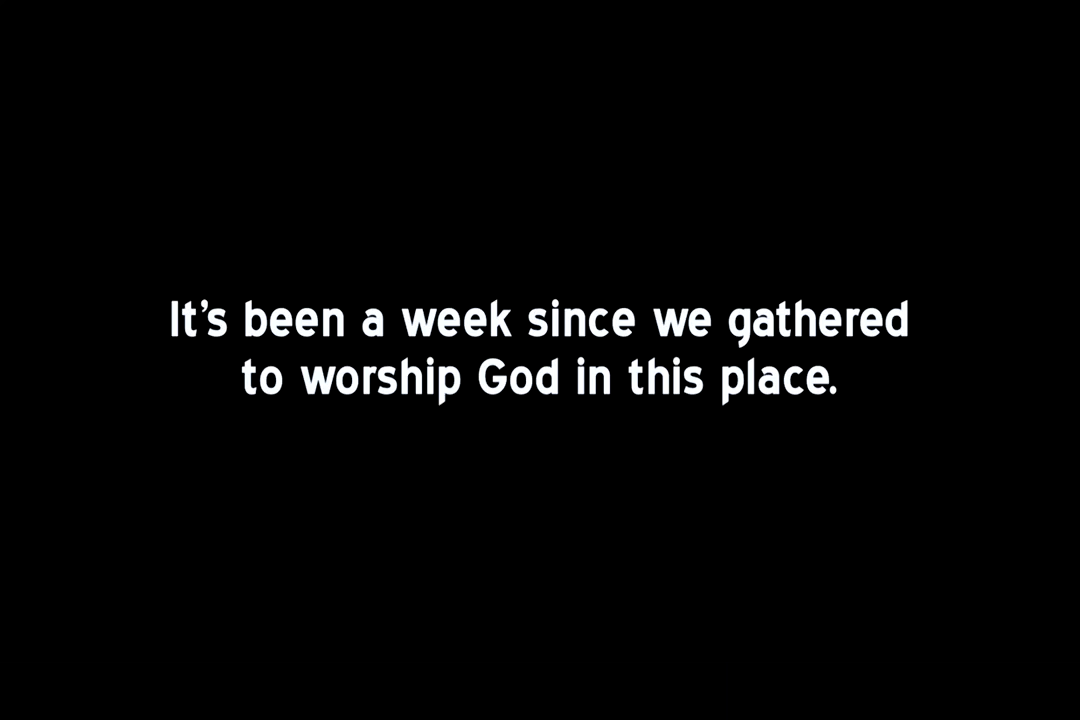 It’s been a week since we gathered
to worship God in this place.